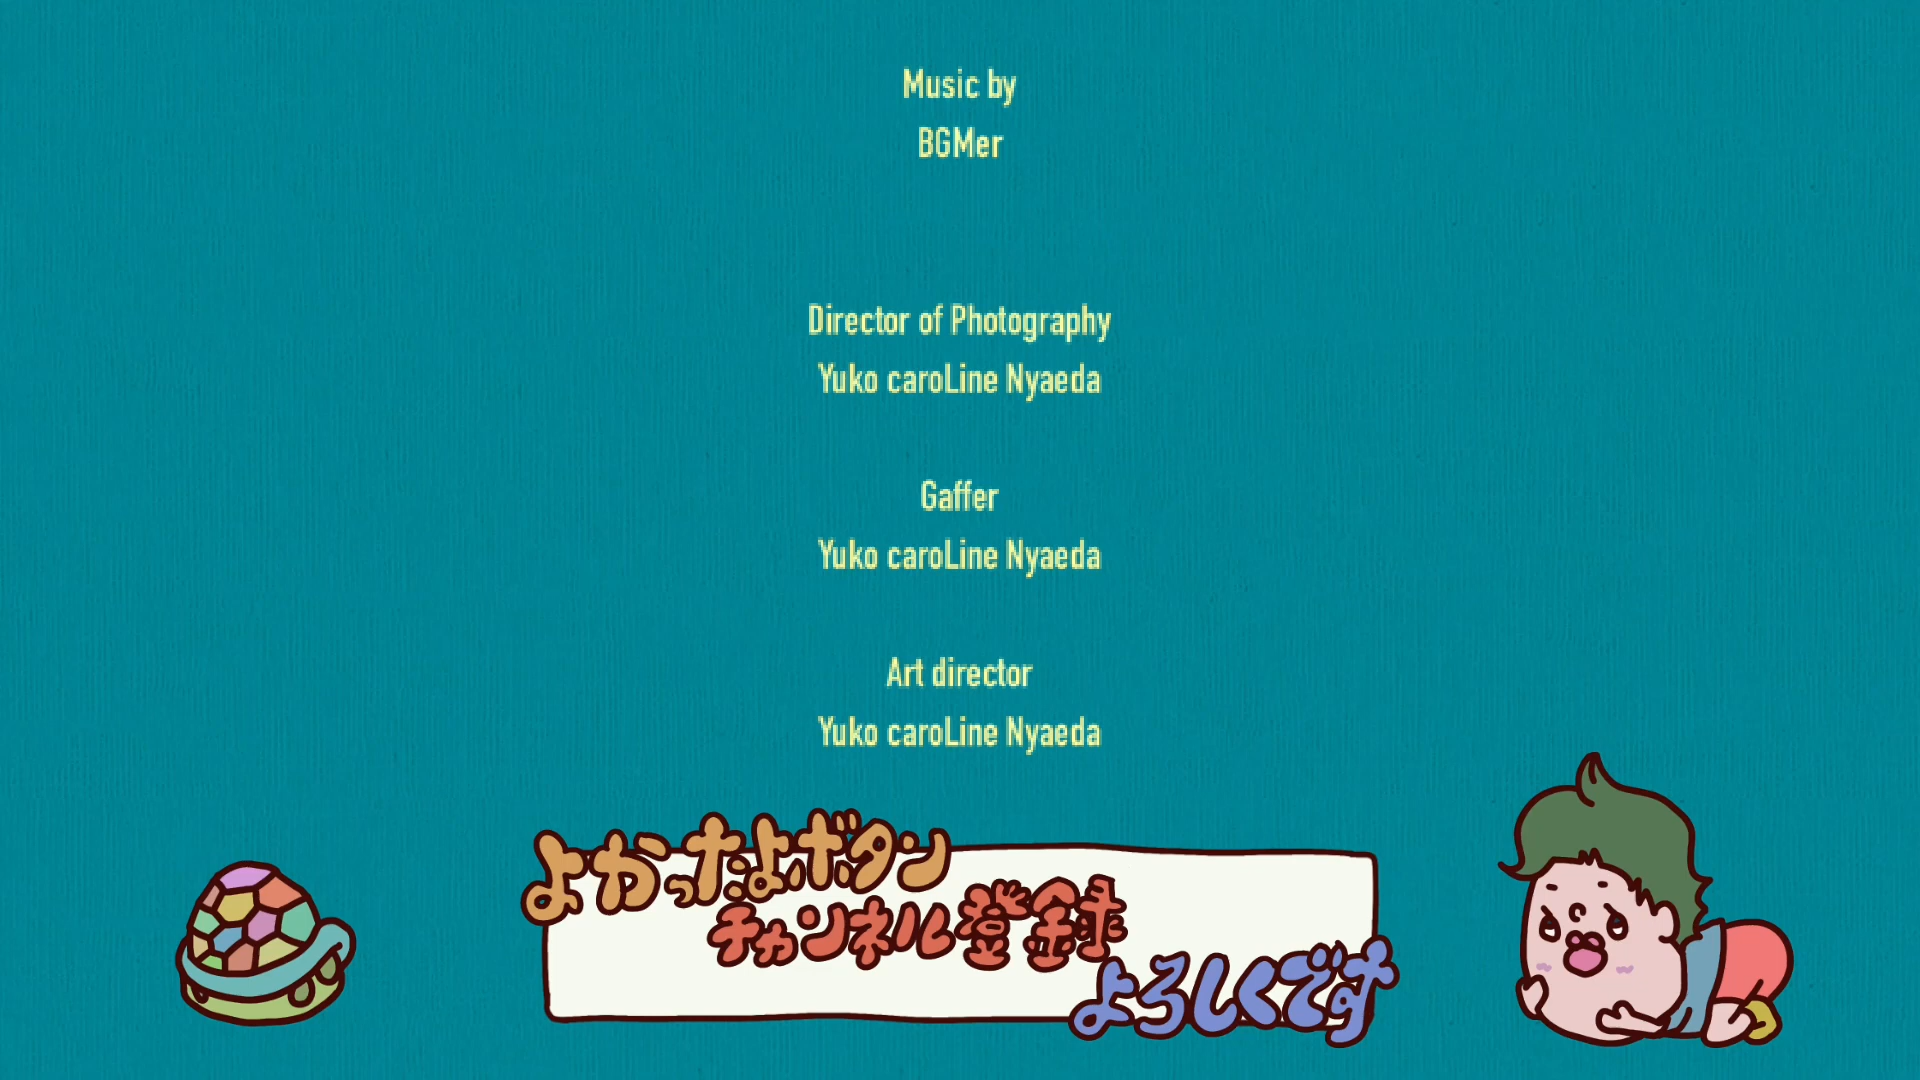 Music by
BGMer
Director of Photography
Yuko caroLine Nyaeda
Gaffer
Yuko caroLine Nyaeda
Art director
Yuko caroLine Nyaeda
よかったよボタン
チャンネル登録
よろしくです